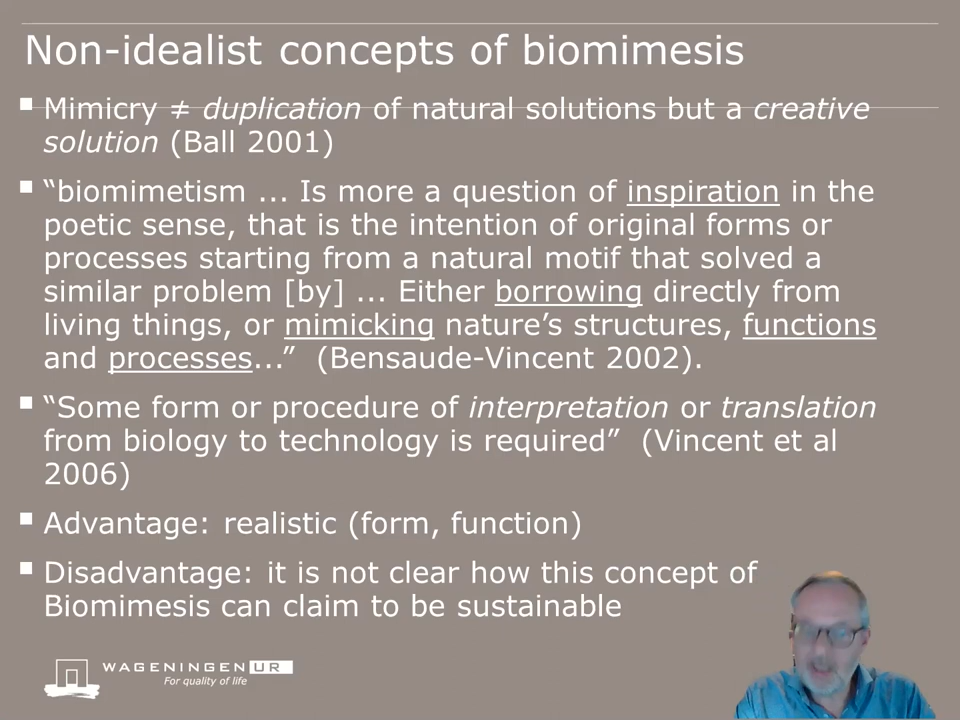 Non-idealist concepts of biomimesis
Mimicry ≠ duplication of natural solutions but a creative
solution (Ball 2001)
“biomimetism ... Is more a question of inspiration in the
poetic sense, that is the intention of original forms or
processes starting from a natural motif that solved a
similar problem [by] ... Either borrowing directly from
living things, or mimicking nature’s structures, functions
and processes...” (Bensaude-Vincent 2002).
“Some form or procedure of interpretation or translation
from biology to technology is required” (Vincent et al
2006)
Advantage: realistic (form, function)
Disadvantage: it is not clear how this concept of
Biomimesis can claim to be sustainable
WAGENINGEN UR
For quality of life